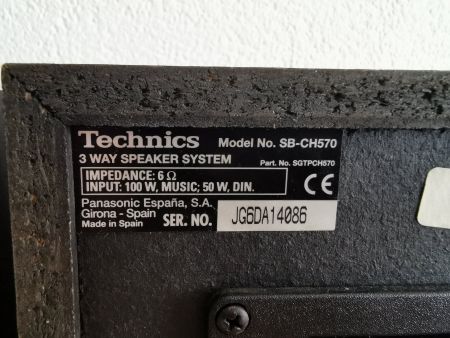 Technics Model No. SB-CH570
3 WAY SPEAKER SYSTEM Part. No. SGTPCH570
IMPEDANCE: 6 Ω
INPUT: 100 W, MUSIC; 50 W, DIN.
CE
Panasonic España, S.A.
Girona - Spain
Made in Spain
SER. NO. JG6DA14086